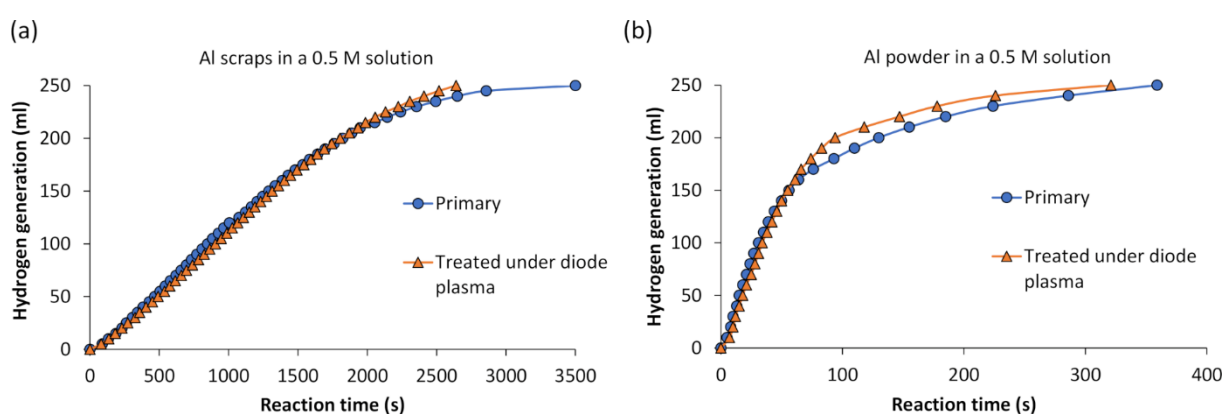 (a)
Al scraps in a 0.5 M solution
Hydrogen generation (ml)
300
250
200
150
100
50
0
Primary
Treated under diode
plasma
0 500 1000 1500 2000 2500 3000 3500
Reaction time (s)
(b)
Al powder in a 0.5 M solution
Hydrogen generation (ml)
300
250
200
150
100
50
0
Primary
Treated under diode
plasma
0 100 200 300 400
Reaction time (s)